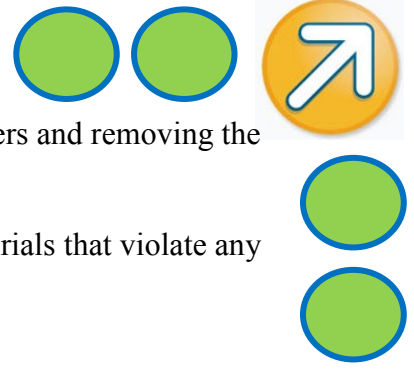 ers and removing the
rials that violate any